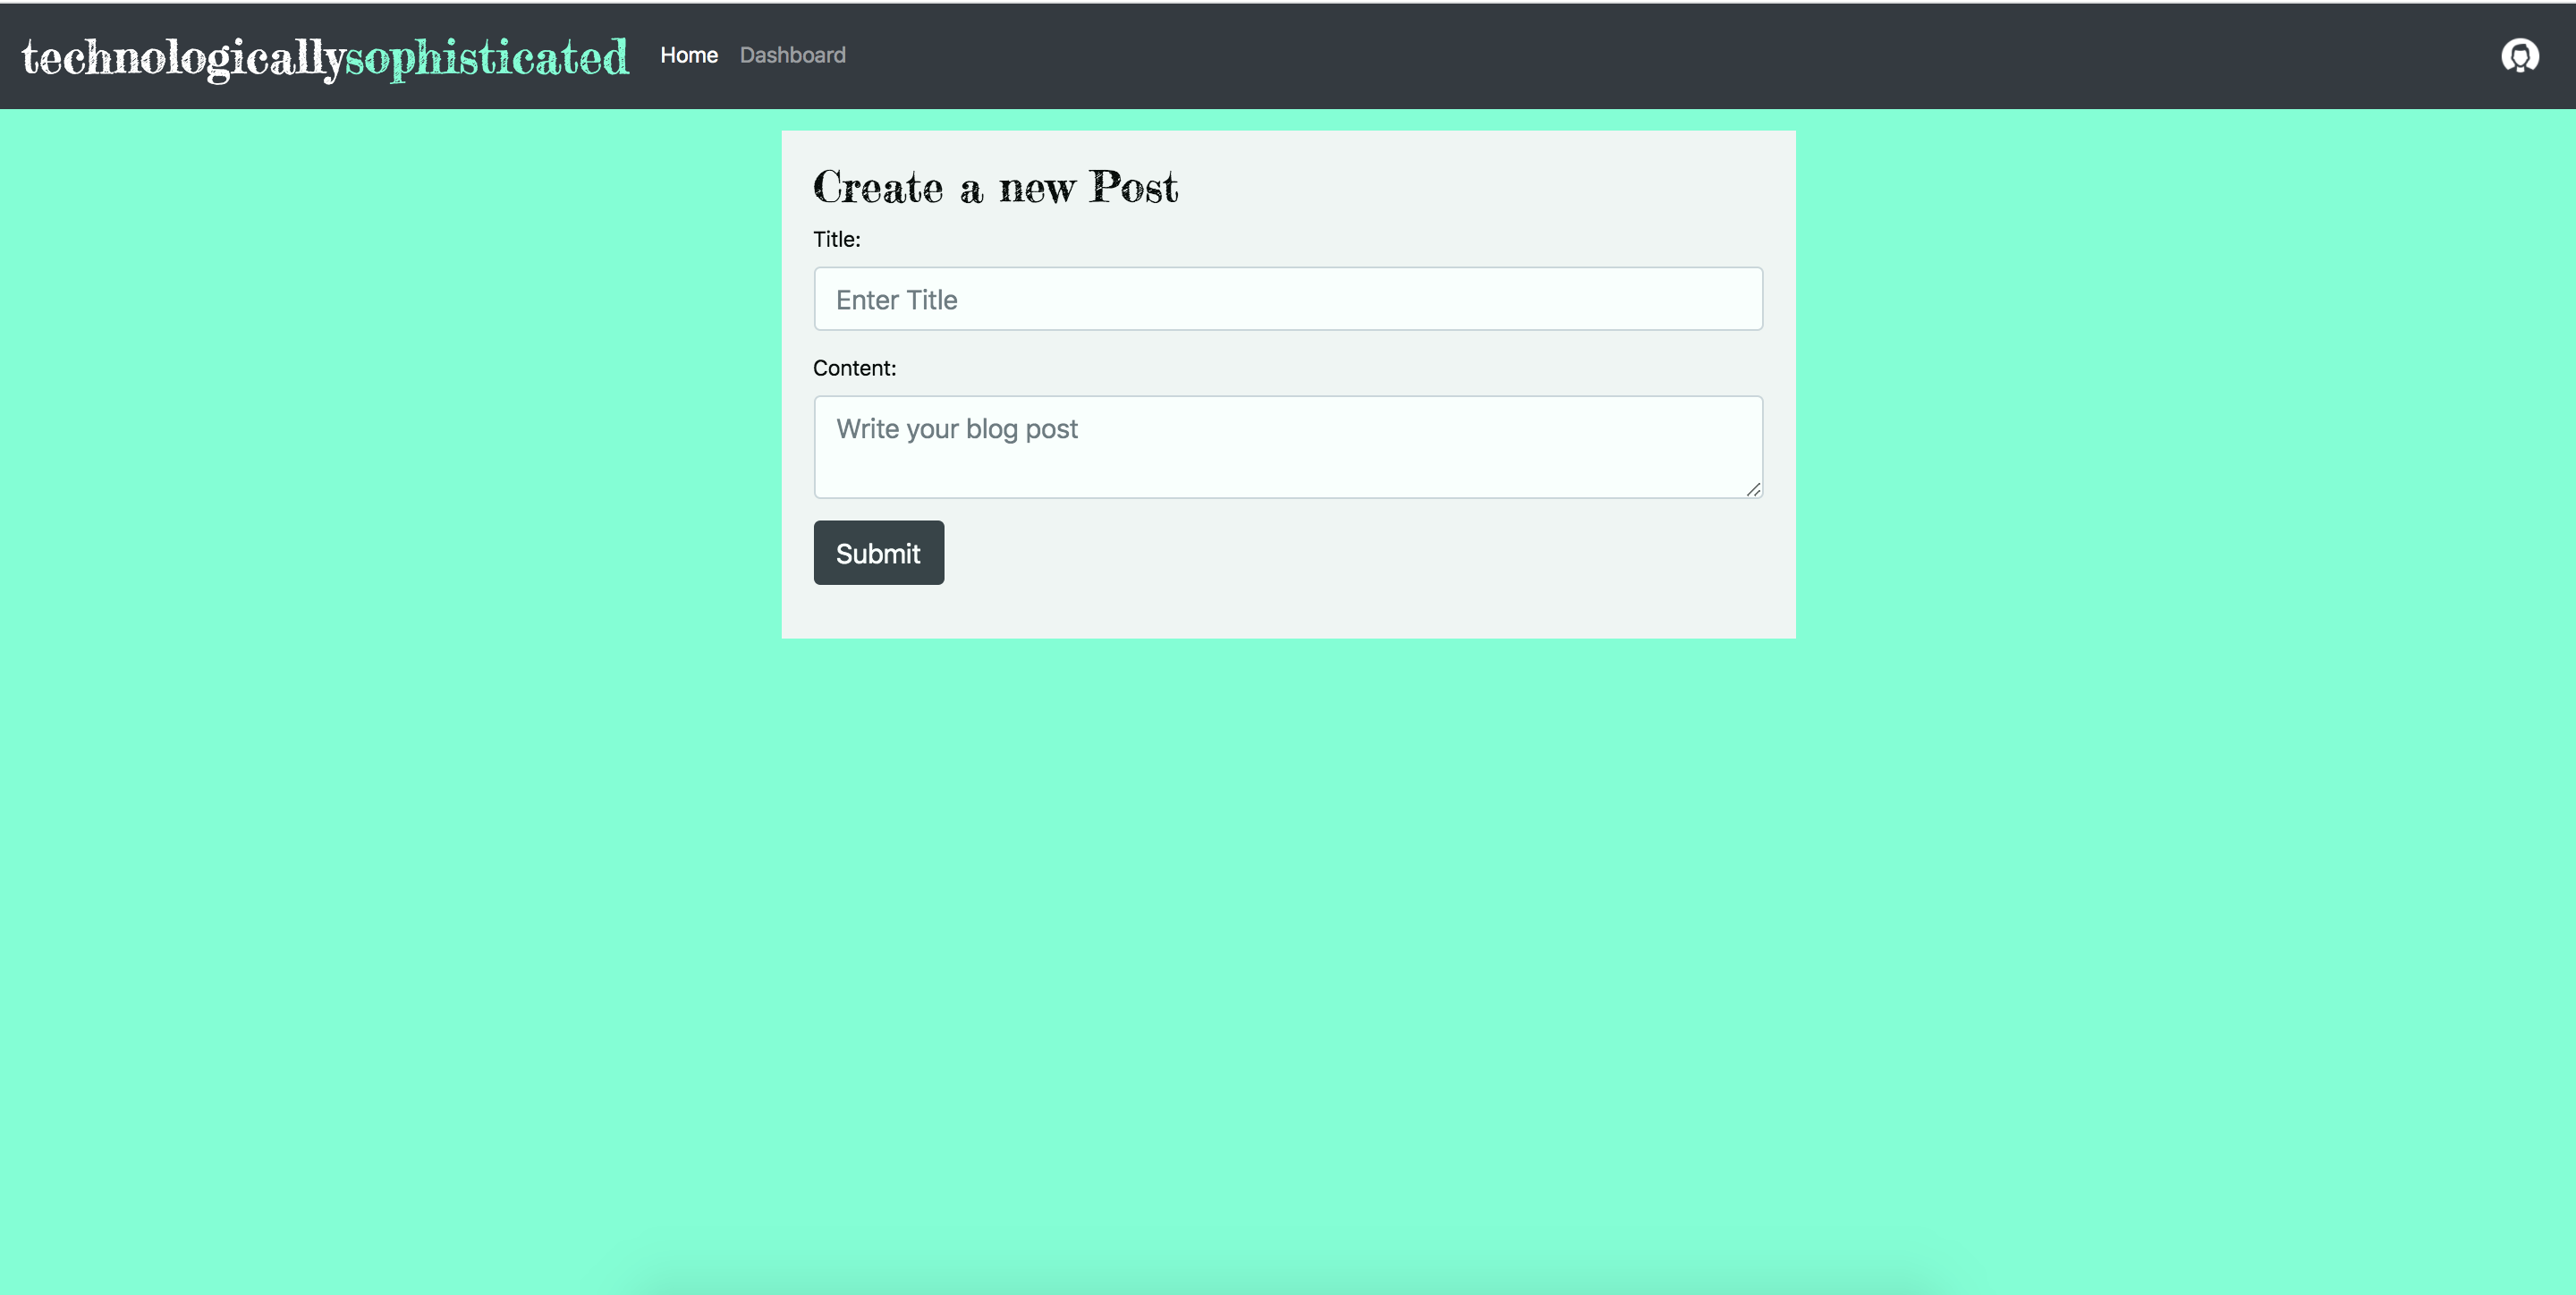 technologicallysophisticated Home Dashboard
Create a new Post
Title:
Enter Title
Content:
Write your blog post
Submit